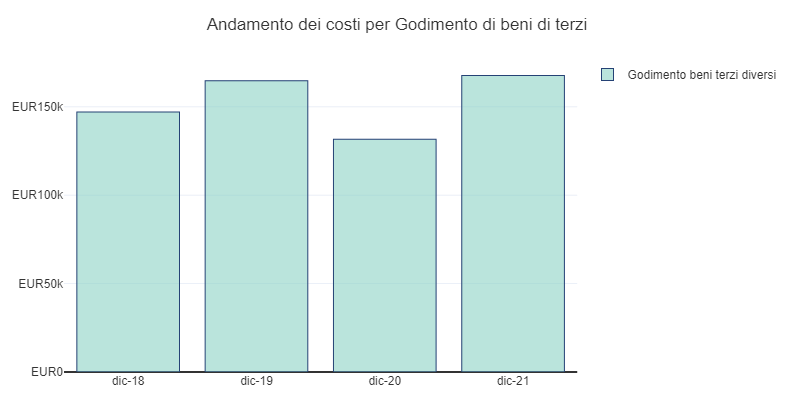 Andamento dei costi per Godimento di beni di terzi
Godimento beni terzi diversi
EUR150k
EUR100k
EUR50k
EUR0
dic-18 dic-19 dic-20 dic-21